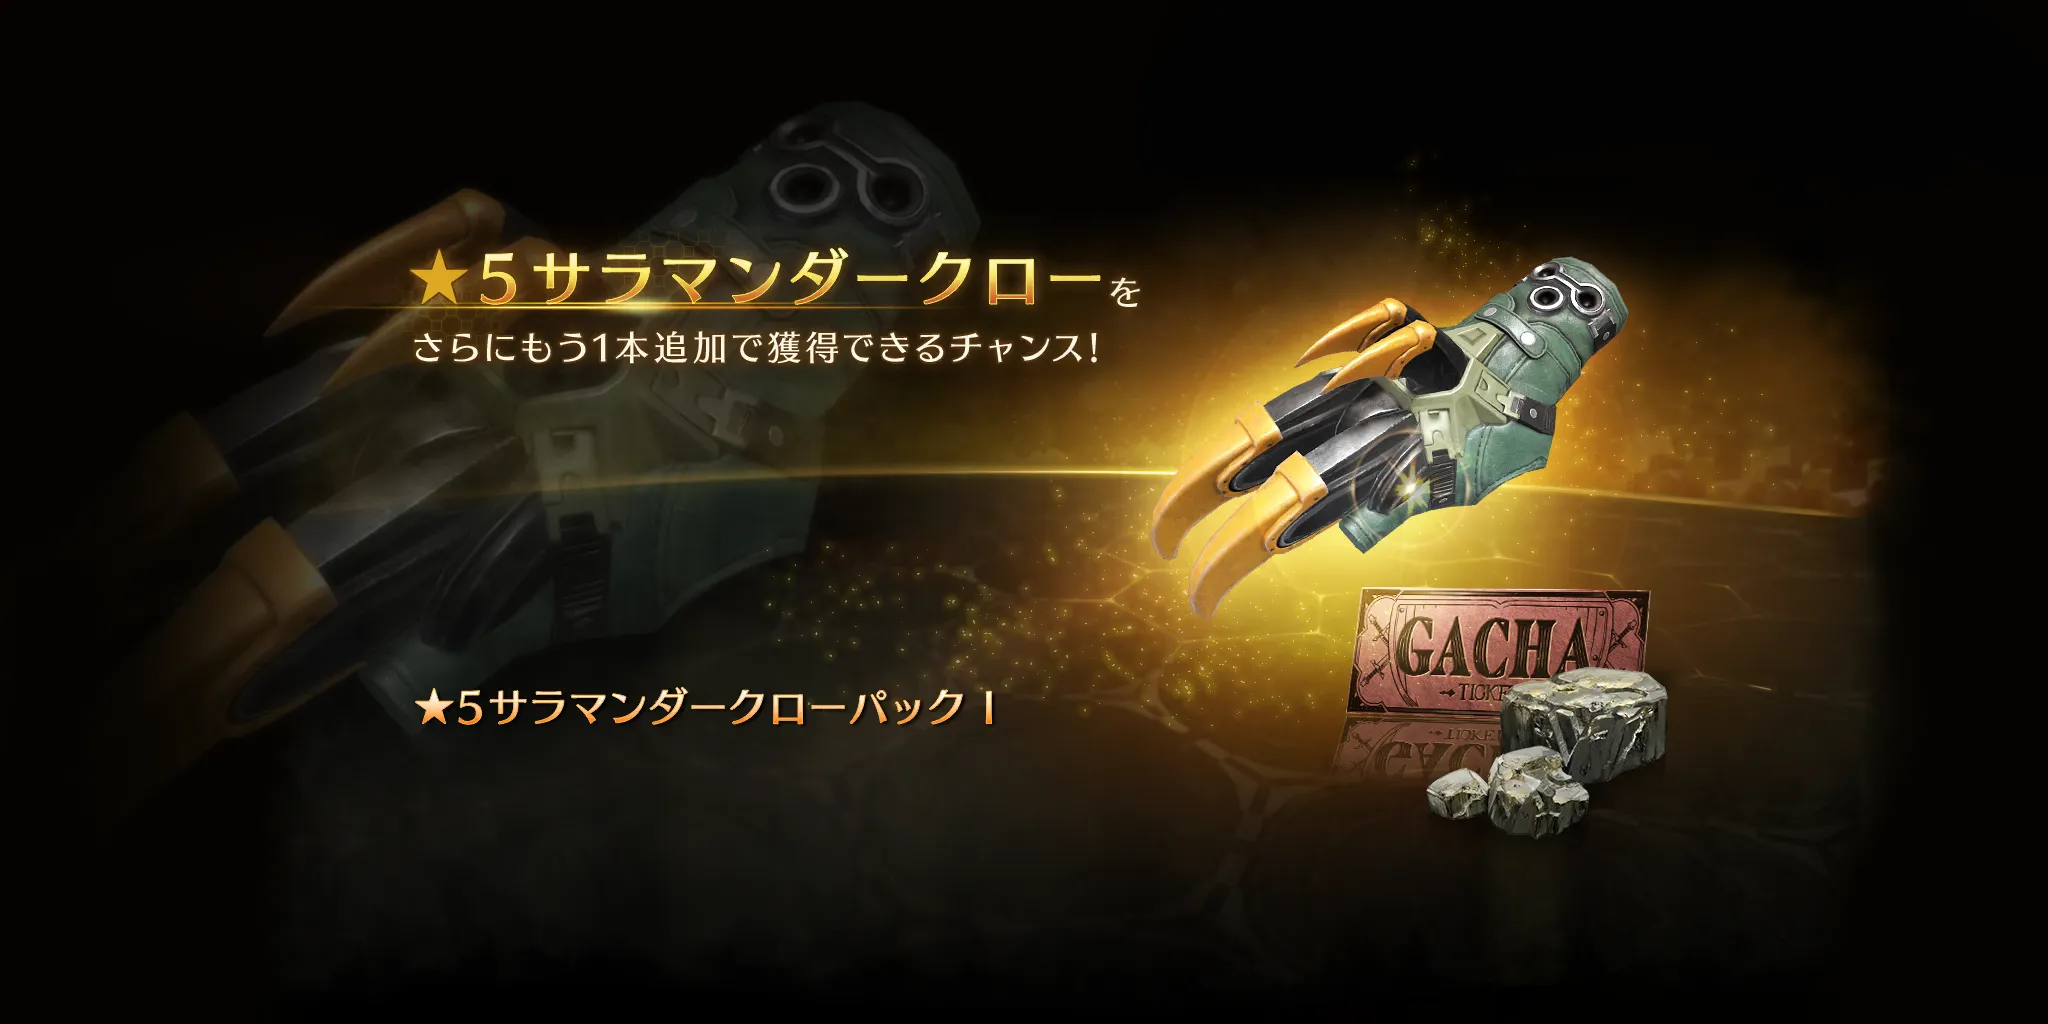 ★5サラマンダークローを
さらにもう1本追加で獲得できるチャンス!
★5サラマンダークローパックⅠ
GACHA
TICKE